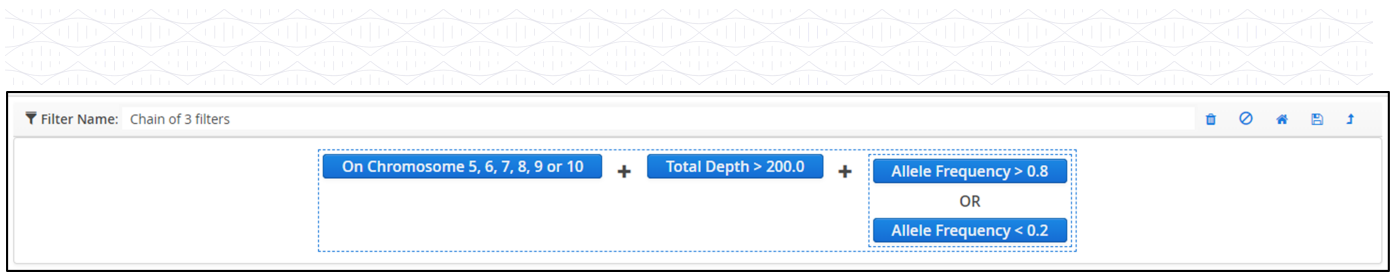 Filter Name: Chain of 3 filters
On Chromosome 5, 6, 7, 8, 9 or 10 + Total Depth > 200.0 + Allele Frequency > 0.8
OR
Allele Frequency < 0.2